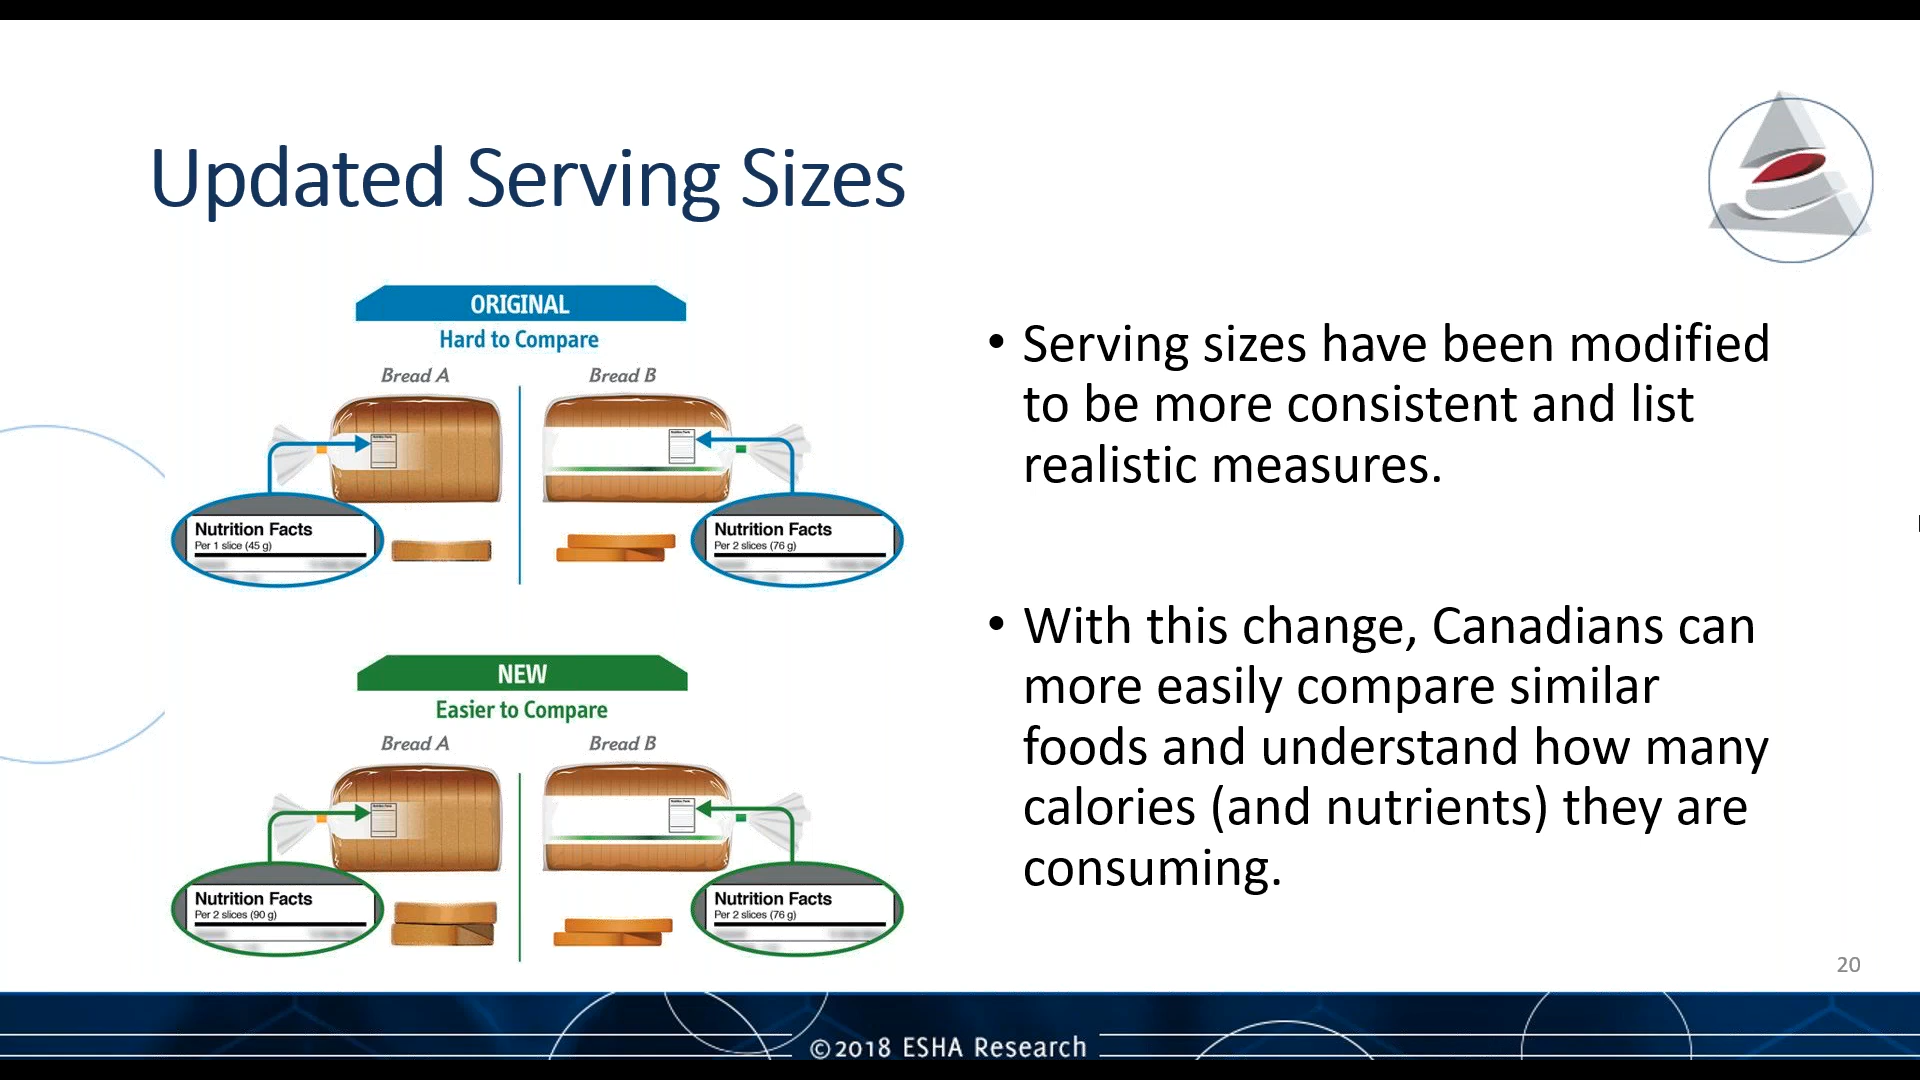 Updated Serving Sizes
ORIGINAL
Hard to Compare
Bread A
Bread B
Nutrition Facts
Per 1 slice (45 g)
Nutrition Facts
Per 2 slices (76 g)
NEW
Easier to Compare
Bread A
Bread B
Nutrition Facts
Per 2 slices (90 g)
Nutrition Facts
Per 2 slices (76 g)
• Serving sizes have been modified
to be more consistent and list
realistic measures.
• With this change, Canadians can
more easily compare similar
foods and understand how many
calories (and nutrients) they are
consuming.
20
©2018 ESHA Research